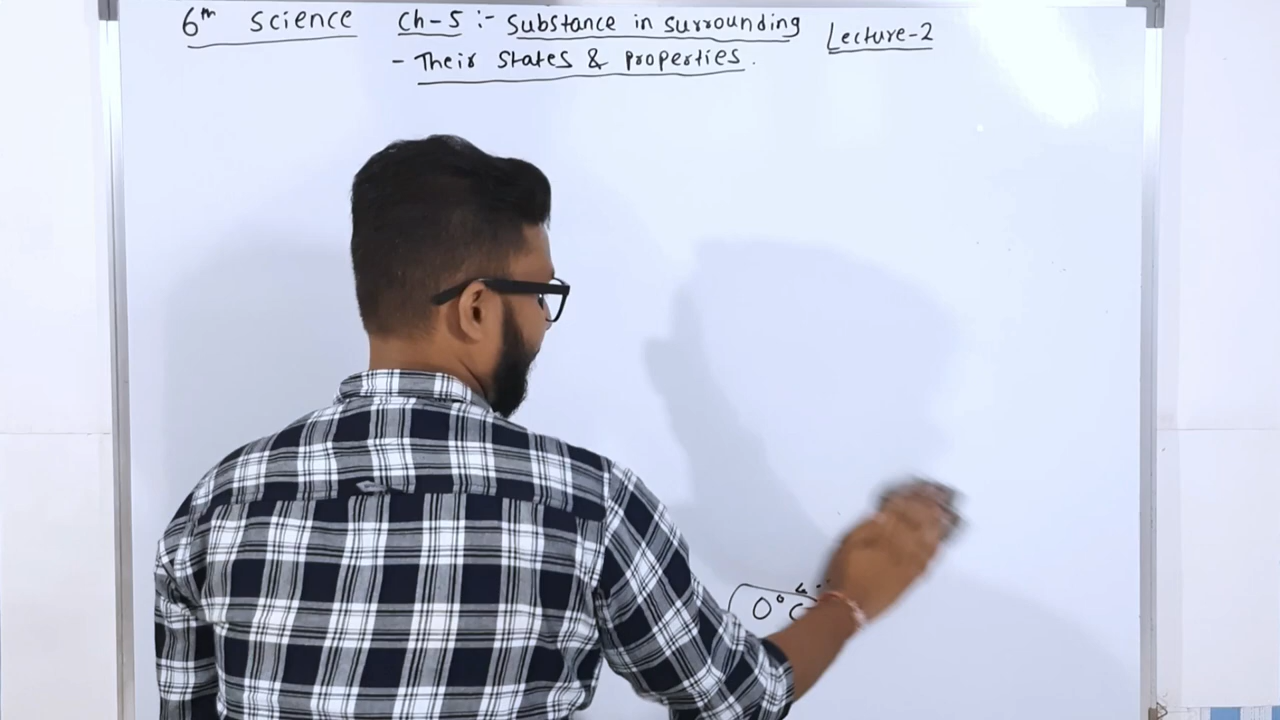 6th science Ch-5 :- Substance in surrounding Lecture-2
- Their states & properties.
0°C